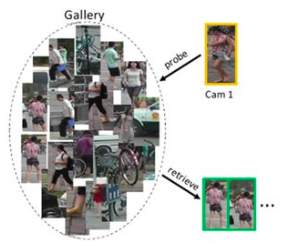 Gallery
probe
Cam 1
retrieve
...